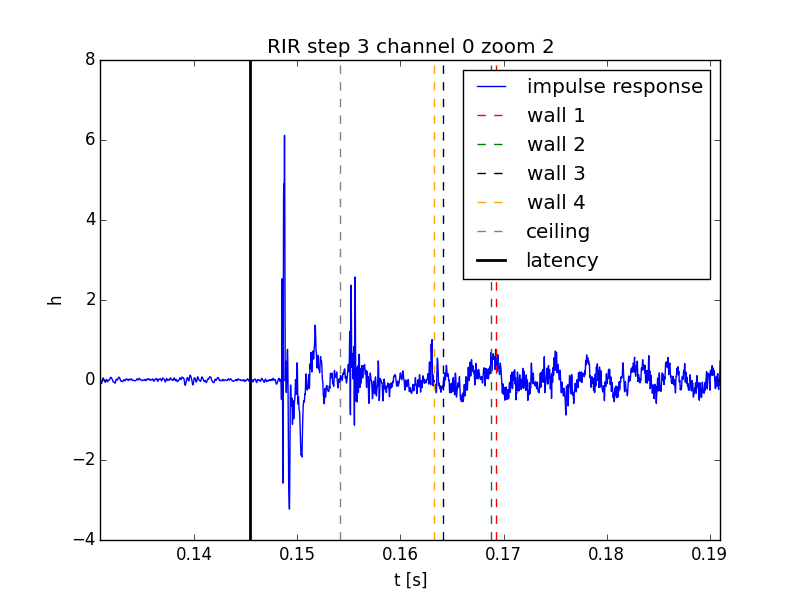 RIR step 3 channel 0 zoom 2
8
6
4
2
0
−2
−4
h
impulse response
wall 1
wall 2
wall 3
wall 4
ceiling
latency
0.14 0.15 0.16 0.17 0.18 0.19
t [s]